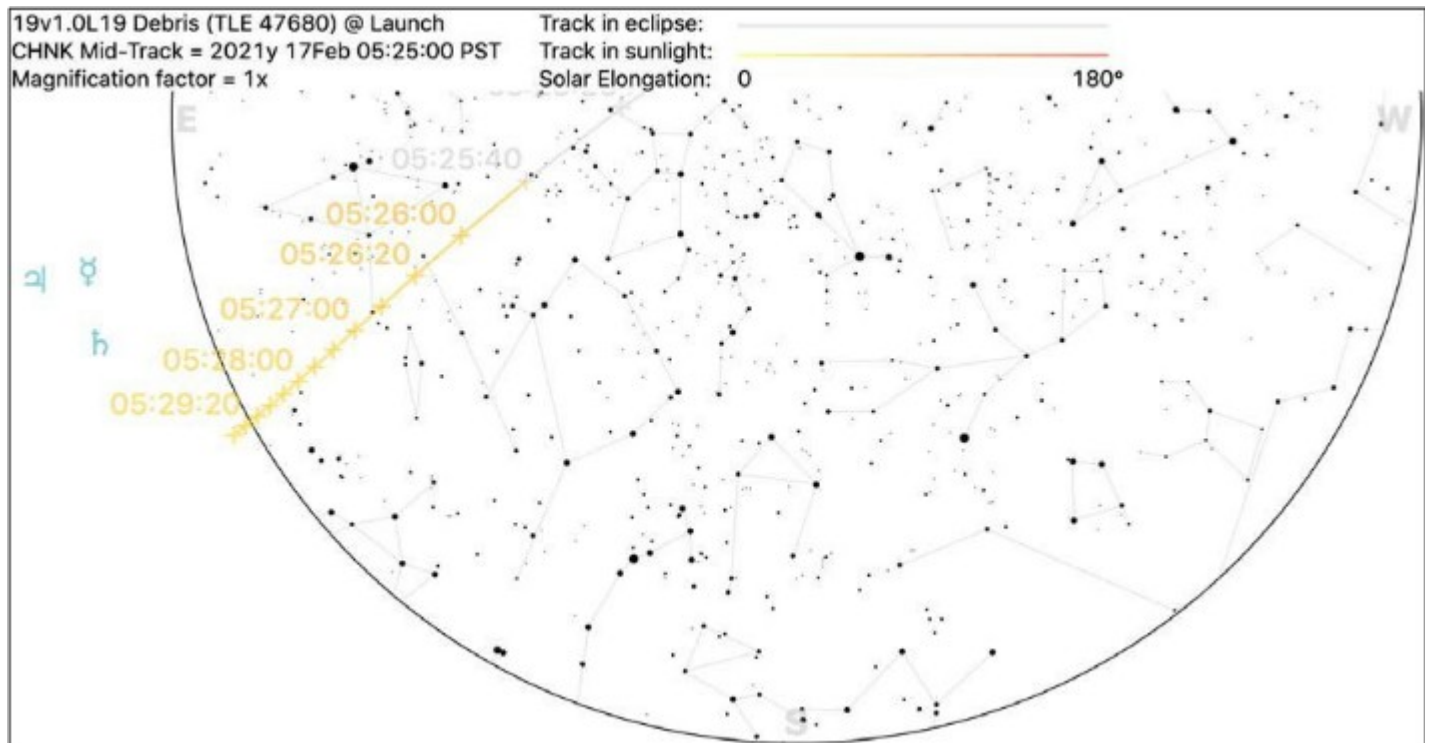 19v1.0L19 Debris (TLE 47680) @ Launch
CHNK Mid-Track = 2021y 17Feb 05:25:00 PST
Magnification factor = 1x
Track in eclipse:
Track in sunlight:
Solar Elongation: 0 180°
E
W
05:25:40
05:26:00
05:26:20
05:27:00
05:28:00
05:29:20
S